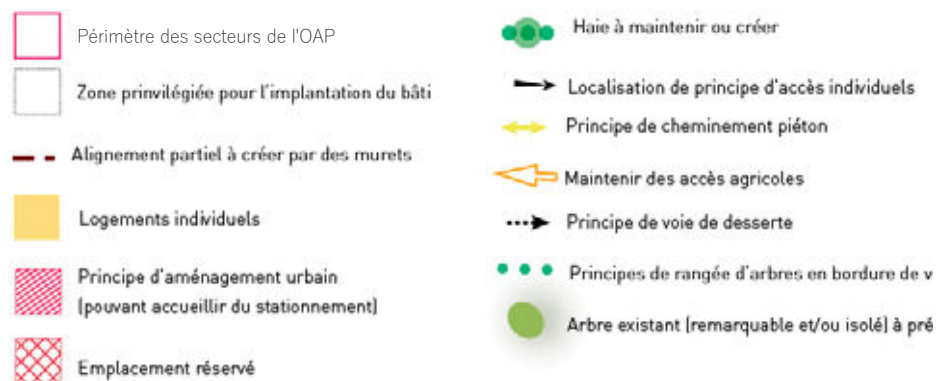 Périmètre des secteurs de l'OAP
Zone prinvilégiée pour l'implantation du bâti
Alignement partiel à créer par des murets
Logements individuels
Principe d'aménagement urbain
(pouvant accueillir du stationnement)
Emplacement réservé
Haie à maintenir ou créer
Localisation de principe d'accès individuels
Principe de cheminement piéton
Maintenir des accès agricoles
Principe de voie de desserte
Principes de rangée d'arbres en bordure de v
Arbre existant (remarquable et/ou isolé) à pré